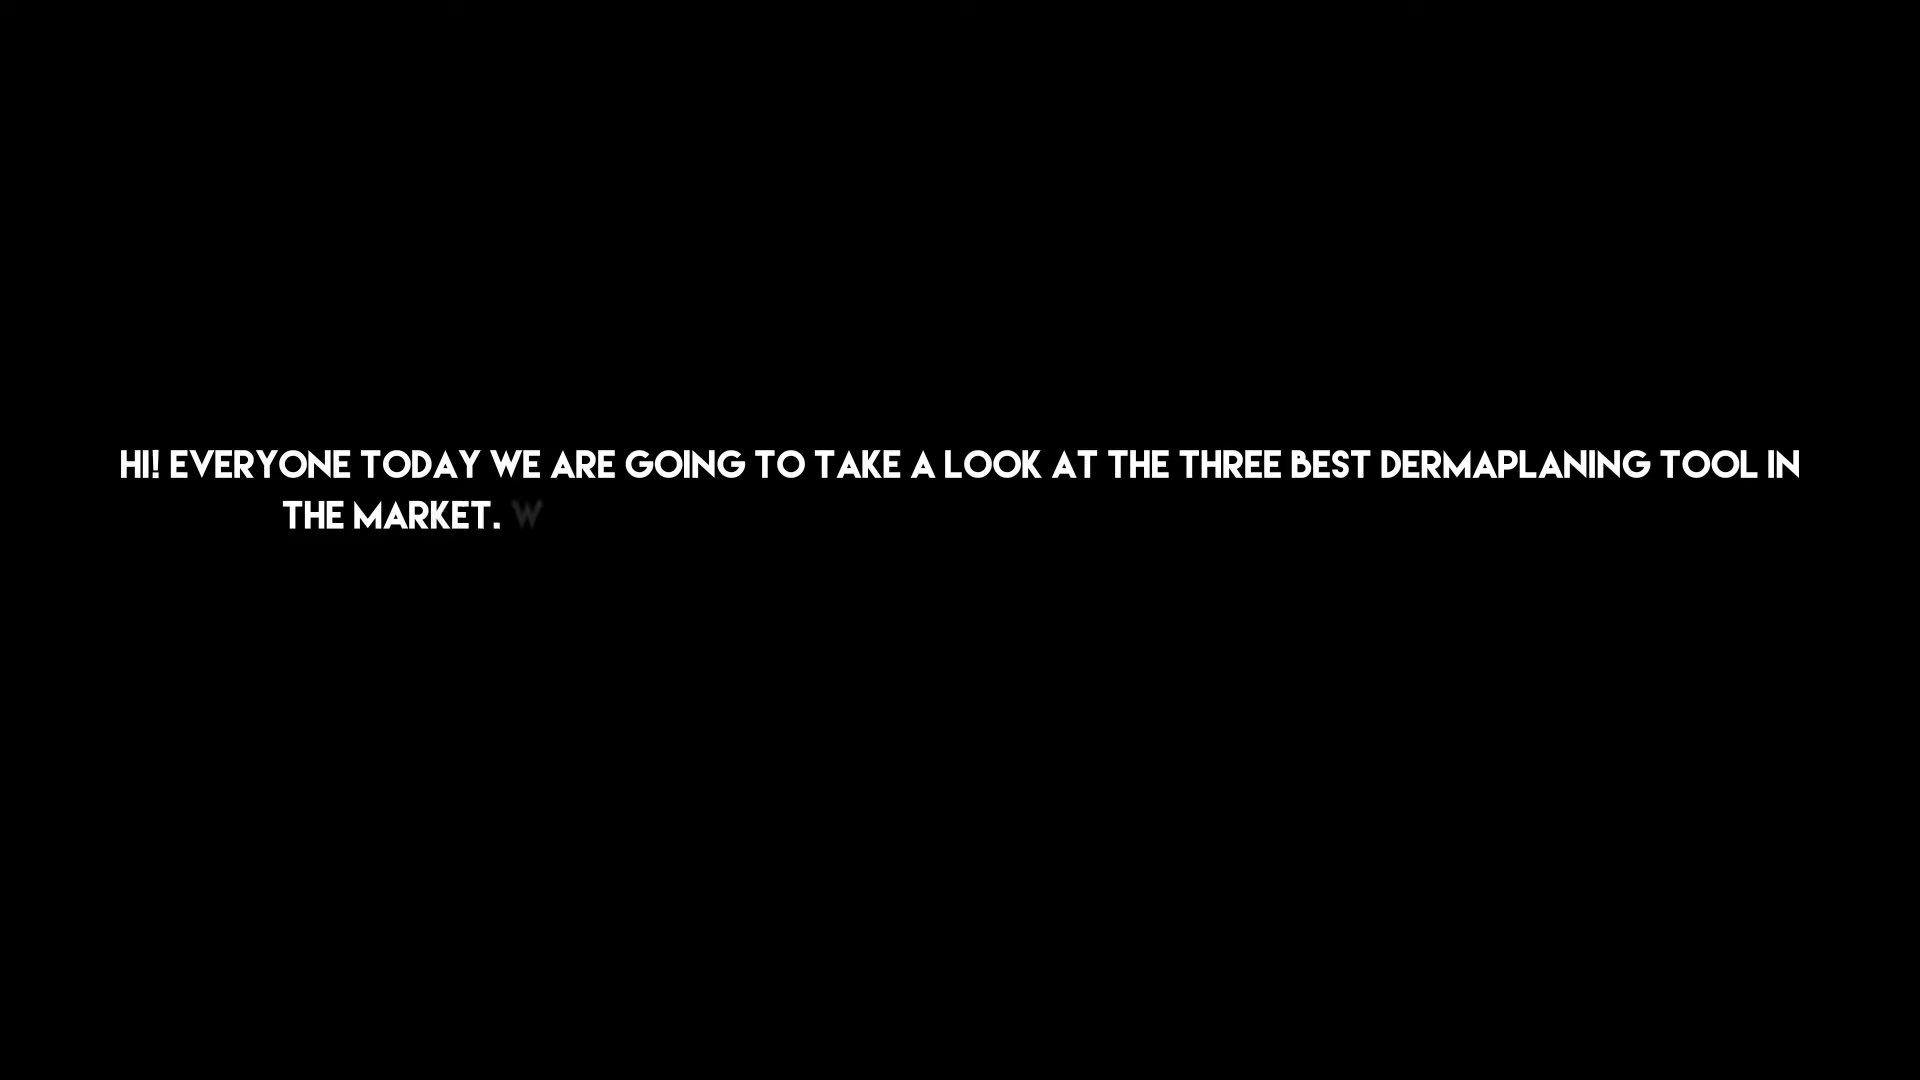 HI! EVERYONE TODAY WE ARE GOING TO TAKE A LOOK AT THE THREE BEST DERMAPLANING TOOL IN
THE MARKET. W